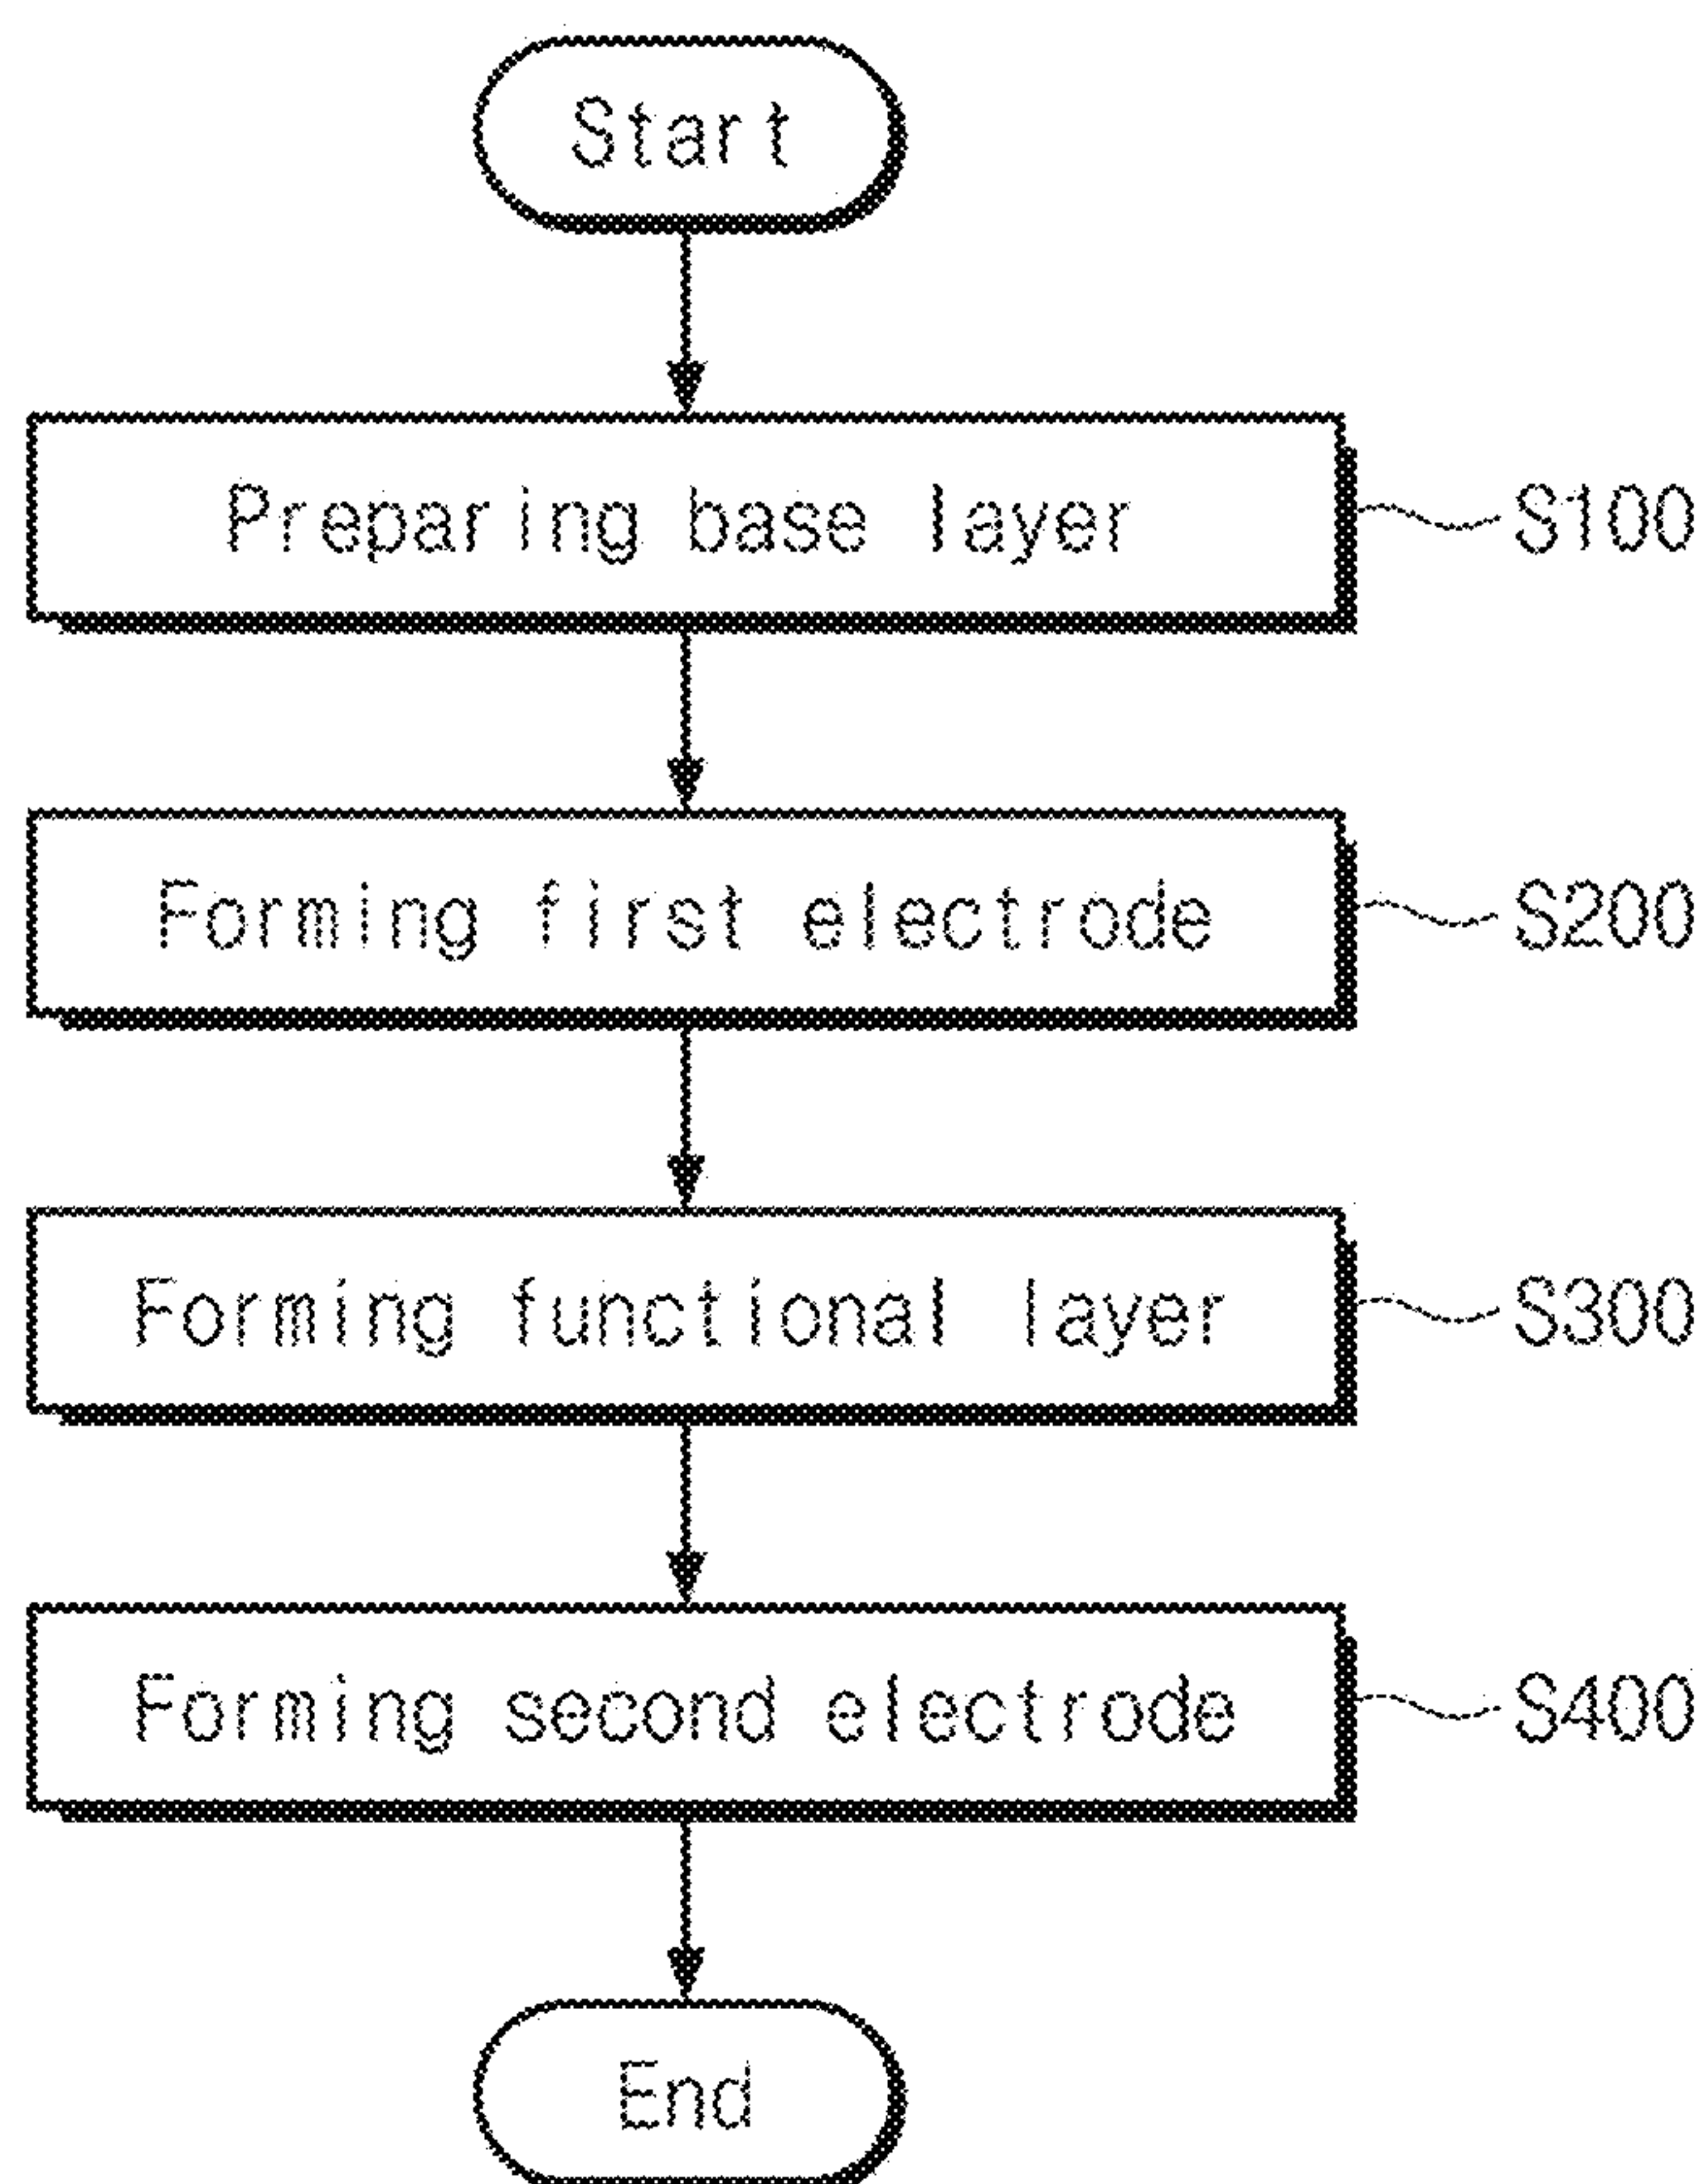 Start
Preparing base layer
S100
Forming first electrode
S200
Forming functional layer
S300
Forming second electrode
S400
End